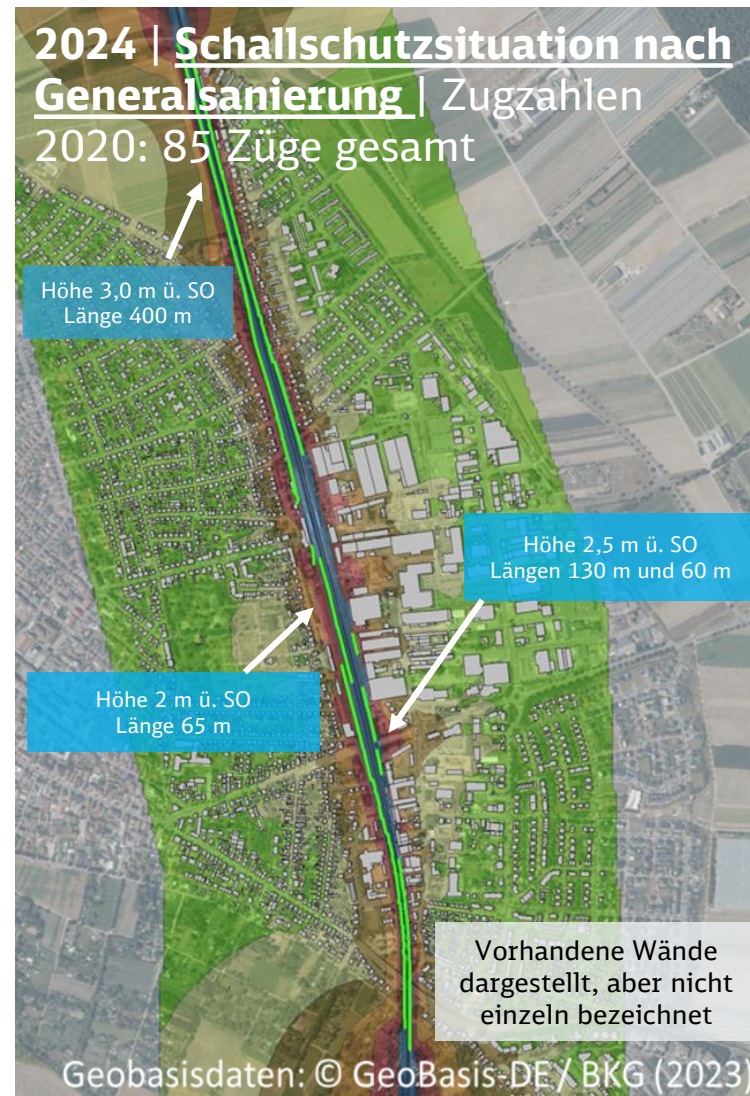 2024 | Schallschutzsituation nach
Generalsanierung | Zugzahlen
2020: 85 Züge gesamt
Höhe 3,0 m ü. SO
Länge 400 m
Höhe 2,5 m ü. SO
Längen 130 m und 60 m
Höhe 2 m ü. SO
Länge 65 m
Vorhandene Wände
dargestellt, aber nicht
einzeln bezeichnet
Geobasisdaten: © GeoBasis-DE / BKG (2023)